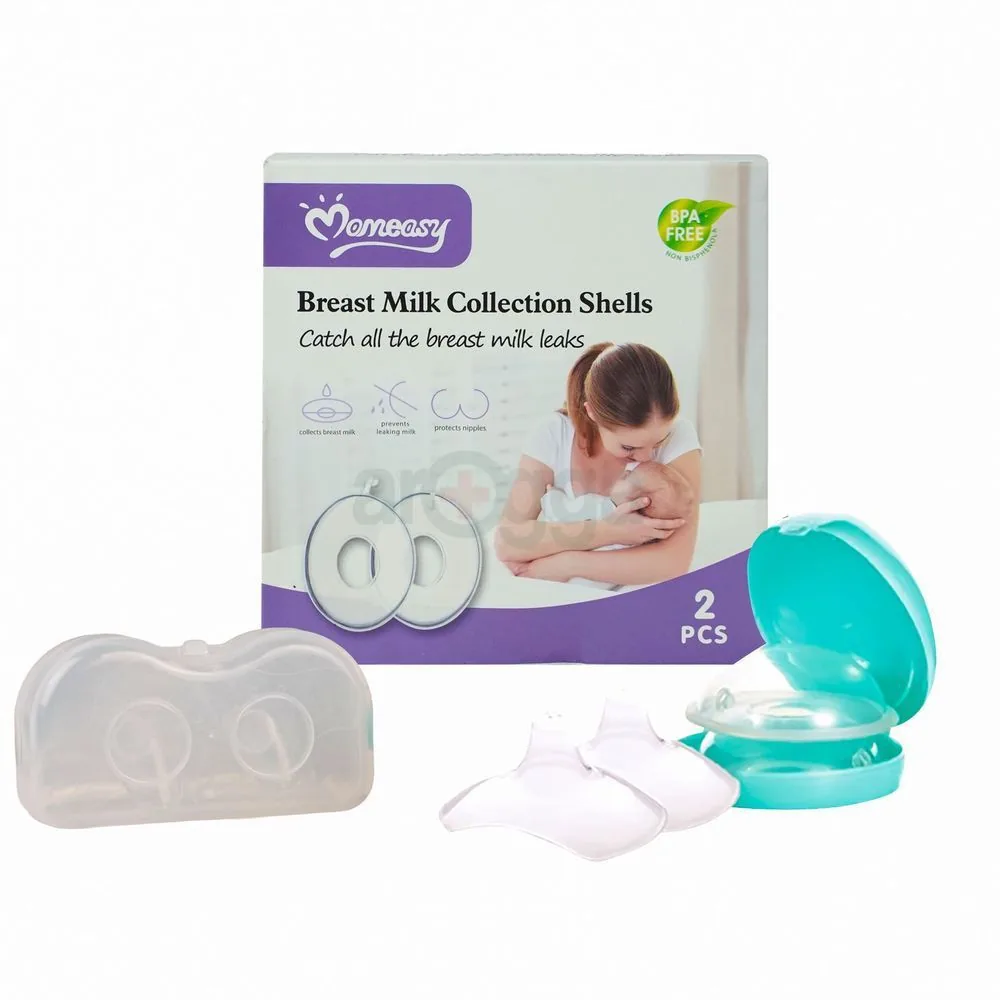 Momeasy
BPA
FREE
NON BISPHENOL A
Breast Milk Collection Shells
Catch all the breast milk leaks
collects breast milk
prevents
leaking milk
protects nipples
arogga
2
PCS